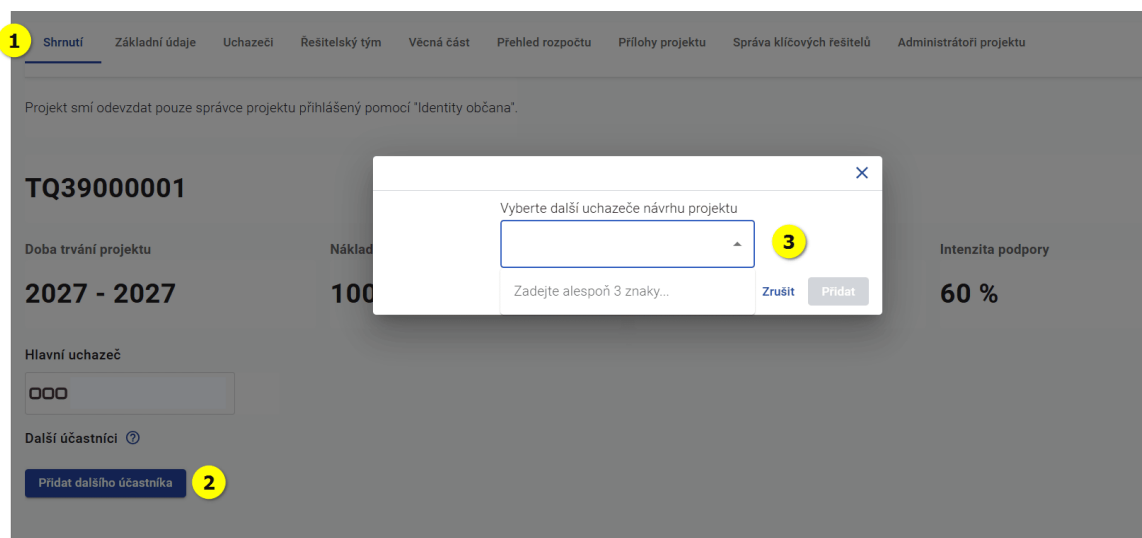 1 Shrnutí Základní údaje Uchazeči Řešitelský tým Věcná část Přehled rozpočtu Přílohy projektu Správa klíčových řešitelů Administrátoři projektu
Projekt smí odevzdat pouze správce projektu přihlášený pomocí "Identity občana".
TQ39000001
Vyberte další uchazeče návrhu projektu
3
Zadejte alespoň 3 znaky...
Zrušit Přidat
Doba trvání projektu Náklad Intenzita podpory
2027 - 2027 100 60 %
Hlavní uchazeč
Další účastníci ?
Přidat dalšího účastníka 2